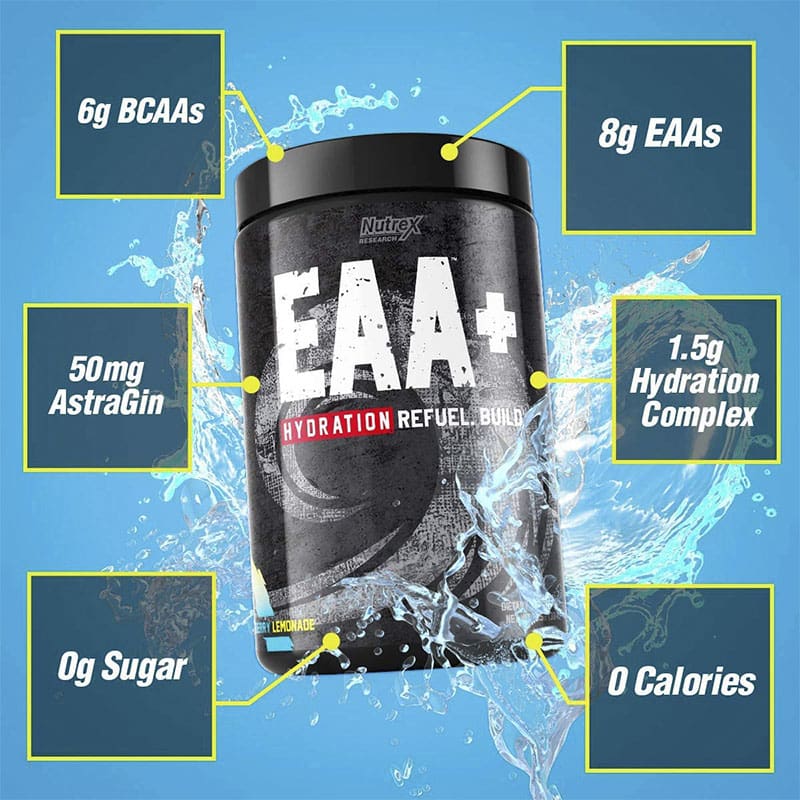 6g BCAAs
8g EAAs
Nutrex
RESEARCH
EAA+
HYDRATION REFUEL. BUILD
50mg
AstraGin
1.5g
Hydration
Complex
LEMONADE
0g Sugar
0 Calories